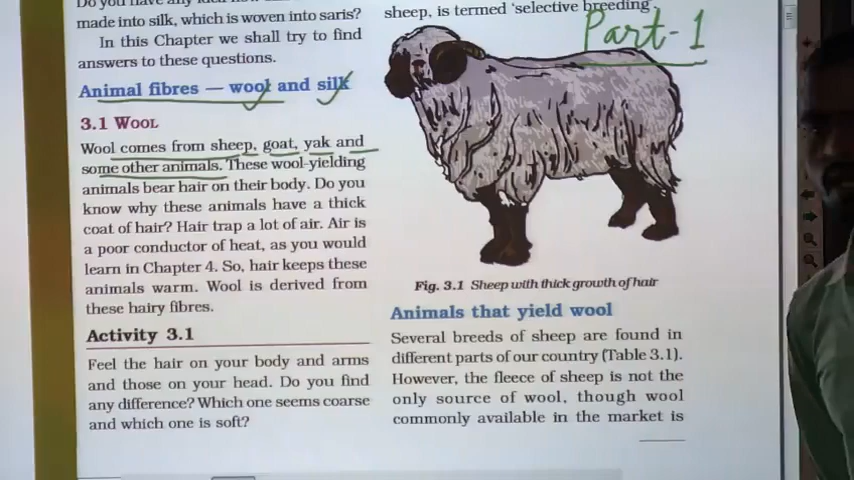 Do you have any
made into silk, which is woven into saris?
In this Chapter we shall try to find
answers to these questions.
Animal fibres — wool and silk
3.1 WOOL
Wool comes from sheep, goat, yak and
some other animals. These wool-yielding
animals bear hair on their body. Do you
know why these animals have a thick
coat of hair? Hair trap a lot of air. Air is
a poor conductor of heat, as you would
learn in Chapter 4. So, hair keeps these
animals warm. Wool is derived from
these hairy fibres.
Activity 3.1
Feel the hair on your body and arms
and those on your head. Do you find
any difference? Which one seems coarse
and which one is soft?
sheep, is termed 'selective breeding'.
Part-1
Fig. 3.1 Sheep with thick growth of hair
Animals that yield wool
Several breeds of sheep are found in
different parts of our country (Table 3.1).
However, the fleece of sheep is not the
only source of wool, though wool
commonly available in the market is